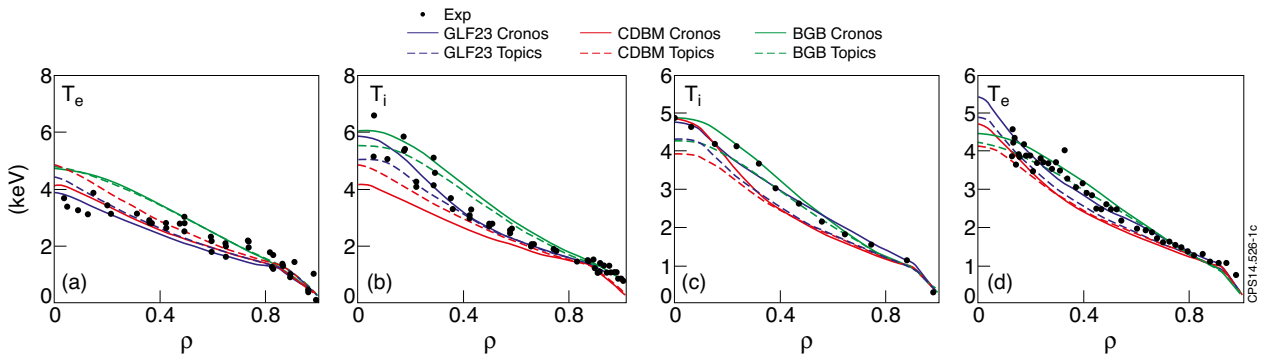 Exp
GLF23 Cronos CDBM Cronos BGB Cronos
GLF23 Topics CDBM Topics BGB Topics
8 8 6 6
Te Ti Ti Te
5 5
6 6
4 4
4 4 3 3
(keV)
2 2
2 2
1 1
(a) (b) (c) (d)
0 0 0 0
0 0.4 0.8 0 0.4 0.8 0 0.4 0.8 0 0.4 0.8
ρ ρ ρ ρ
CPS14.526-1c